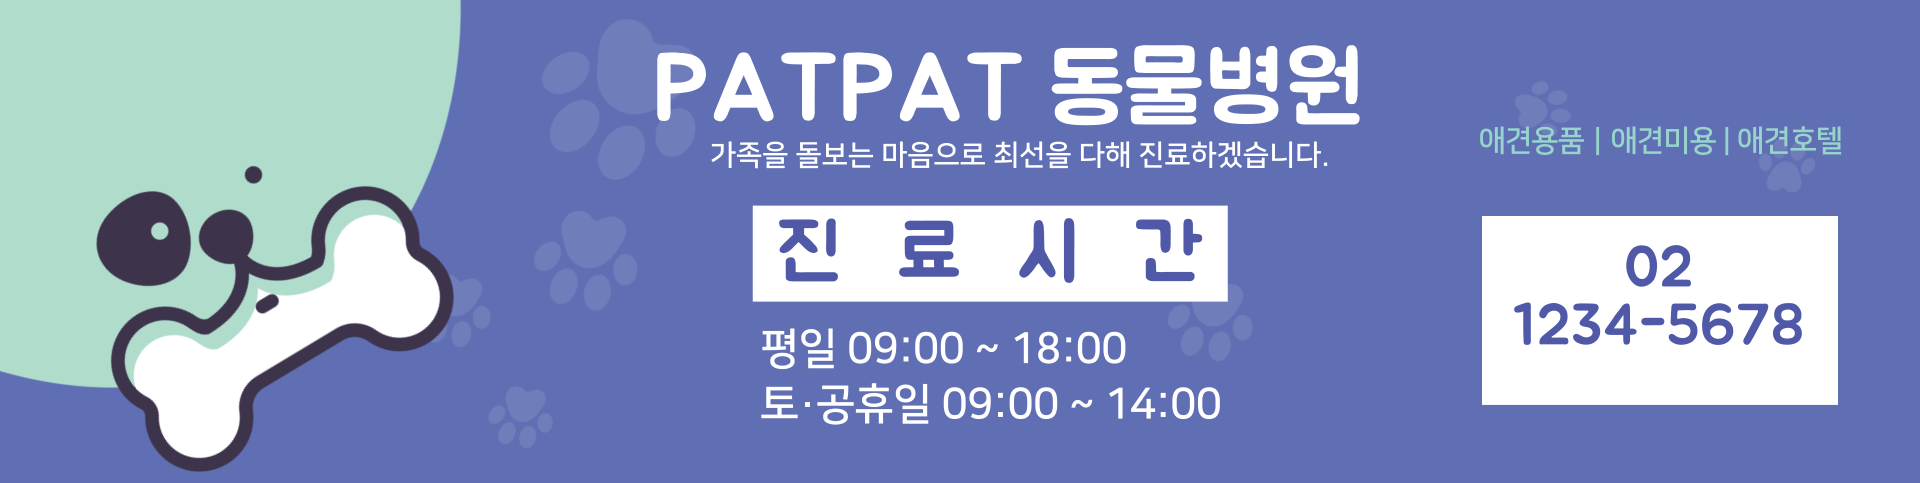 PATPAT 동물병원
가족을 돌보는 마음으로 최선을 다해 진료하겠습니다.
진 료 시 간
평일 09:00 ~ 18:00
토·공휴일 09:00 ~ 14:00
애견용품 | 애견미용 | 애견호텔
02
1234-5678